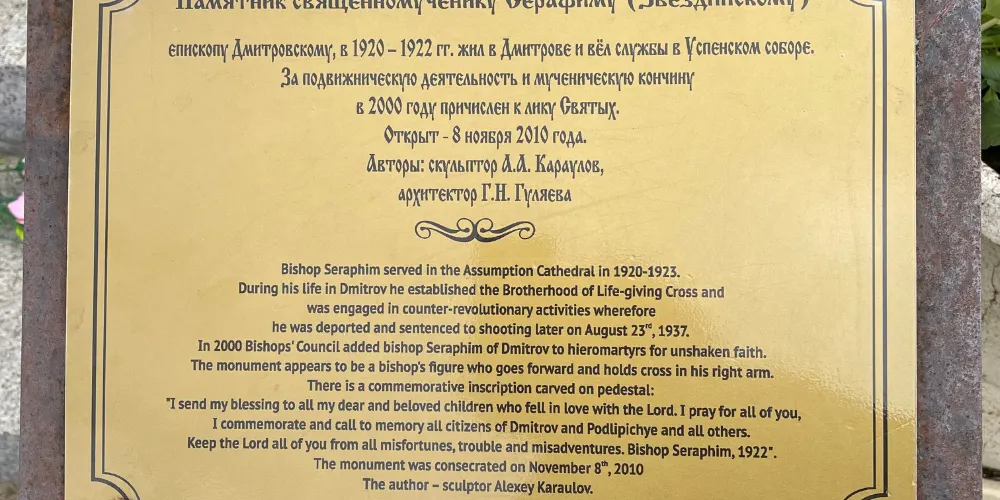 Памятник священномученику Серафиму (Звездинскому)
епископу Дмитровскому, в 1920 – 1922 гг. жил в Дмитрове и вёл службы в Успенском соборе.
За подвижническую деятельность и мученическую кончину
в 2000 году причислен к лику Святых.
Открыт - 8 ноября 2010 года.
Авторы: скульптор А.А. Караулов,
архитектор Г.Н. Гуляева
Bishop Seraphim served in the Assumption Cathedral in 1920-1923.
During his life in Dmitrov he established the Brotherhood of Life-giving Cross and
was engaged in counter-revolutionary activities wherefore
he was deported and sentenced to shooting later on August 23rd, 1937.
In 2000 Bishops' Council added bishop Seraphim of Dmitrov to hieromartyrs for unshaken faith.
The monument appears to be a bishop's figure who goes forward and holds cross in his right arm.
There is a commemorative inscription carved on pedestal:
"I send my blessing to all my dear and beloved children who fell in love with the Lord. I pray for all of you,
I commemorate and call to memory all citizens of Dmitrov and Podlipichye and all others.
Keep the Lord all of you from all misfortunes, trouble and misadventures. Bishop Seraphim, 1922".
The monument was consecrated on November 8th, 2010
The author – sculptor Alexey Karaulov.